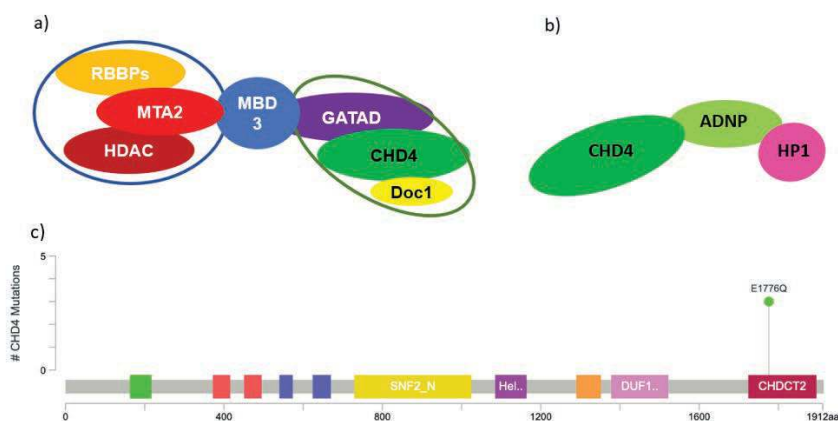 a)
RBBPs
MTA2
HDAC
MBD
3
GATAD
CHD4
Doc1
b)
CHD4
ADNP
HP1
c)
# CHD4 Mutations
5
0
E1776Q
SNF2_N
Hel..
DUF1..
CHDCT2
0
400
800
1200
1600
1912aa